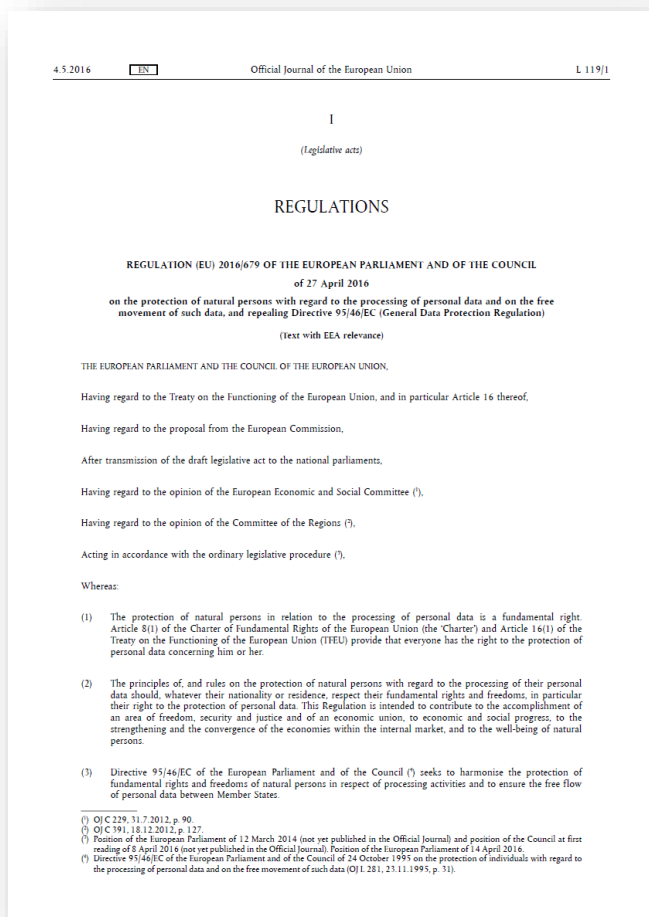 4.5.2016 EN Official Journal of the European Union L 119/1
I
(Legislative acts)
REGULATIONS
REGULATION (EU) 2016/679 OF THE EUROPEAN PARLIAMENT AND OF THE COUNCIL
of 27 April 2016
on the protection of natural persons with regard to the processing of personal data and on the free
movement of such data, and repealing Directive 95/46/EC (General Data Protection Regulation)
(Text with EEA relevance)
THE EUROPEAN PARLIAMENT AND THE COUNCIL OF THE EUROPEAN UNION,
Having regard to the Treaty on the Functioning of the European Union, and in particular Article 16 thereof,
Having regard to the proposal from the European Commission,
After transmission of the draft legislative act to the national parliaments,
Having regard to the opinion of the European Economic and Social Committee (¹),
Having regard to the opinion of the Committee of the Regions (²),
Acting in accordance with the ordinary legislative procedure (³),
Whereas:
(1) The protection of natural persons in relation to the processing of personal data is a fundamental right.
Article 8(1) of the Charter of Fundamental Rights of the European Union (the ‘Charter’) and Article 16(1) of the
Treaty on the Functioning of the European Union (TFEU) provide that everyone has the right to the protection of
personal data concerning him or her.
(2) The principles of, and rules on the protection of natural persons with regard to the processing of their personal
data should, whatever their nationality or residence, respect their fundamental rights and freedoms, in particular
their right to the protection of personal data. This Regulation is intended to contribute to the accomplishment of
an area of freedom, security and justice and of an economic union, to economic and social progress, to the
strengthening and the convergence of the economies within the internal market, and to the well-being of natural
persons.
(3) Directive 95/46/EC of the European Parliament and of the Council (⁴) seeks to harmonise the protection of
fundamental rights and freedoms of natural persons in respect of processing activities and to ensure the free flow
of personal data between Member States.
(¹) OJ C 229, 31.7.2012, p. 90.
(²) OJ C 391, 18.12.2012, p. 127.
(³) Position of the European Parliament of 12 March 2014 (not yet published in the Official Journal) and position of the Council at first
reading of 8 April 2016 (not yet published in the Official Journal). Position of the European Parliament of 14 April 2016.
(⁴) Directive 95/46/EC of the European Parliament and of the Council of 24 October 1995 on the protection of individuals with regard to
the processing of personal data and on the free movement of such data (OJ L 281, 23.11.1995, p. 31).